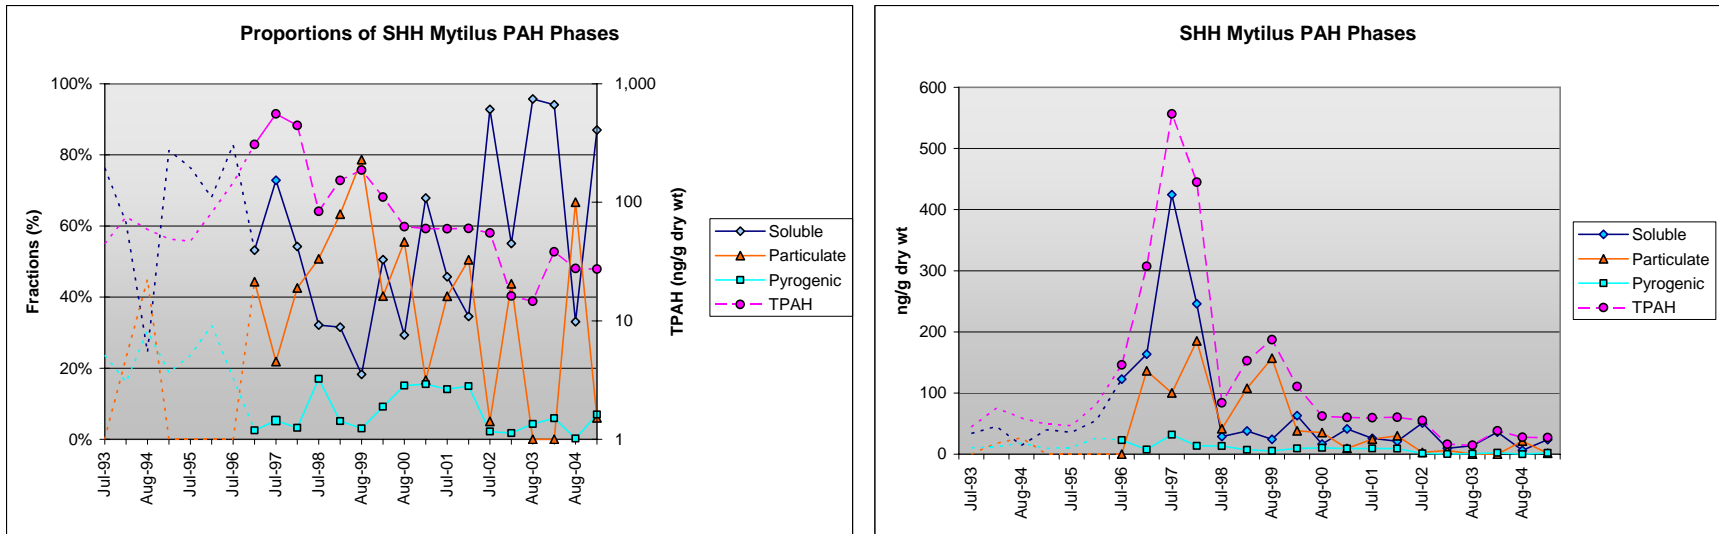 Proportions of SHH Mytilus PAH Phases
100%
80%
60%
40%
20%
0%
Fractions (%)
1,000
100
10
1
TPAH (ng/g dry wt)
Jul-93
Aug-94
Jul-95
Jul-96
Jul-97
Jul-98
Aug-99
Aug-00
Jul-01
Jul-02
Aug-03
Aug-04
Soluble
Particulate
Pyrogenic
TPAH
SHH Mytilus PAH Phases
600
500
400
300
200
100
0
ng/g dry wt
Jul-93
Aug-94
Jul-95
Jul-96
Jul-97
Jul-98
Aug-99
Aug-00
Jul-01
Jul-02
Aug-03
Aug-04
Soluble
Particulate
Pyrogenic
TPAH